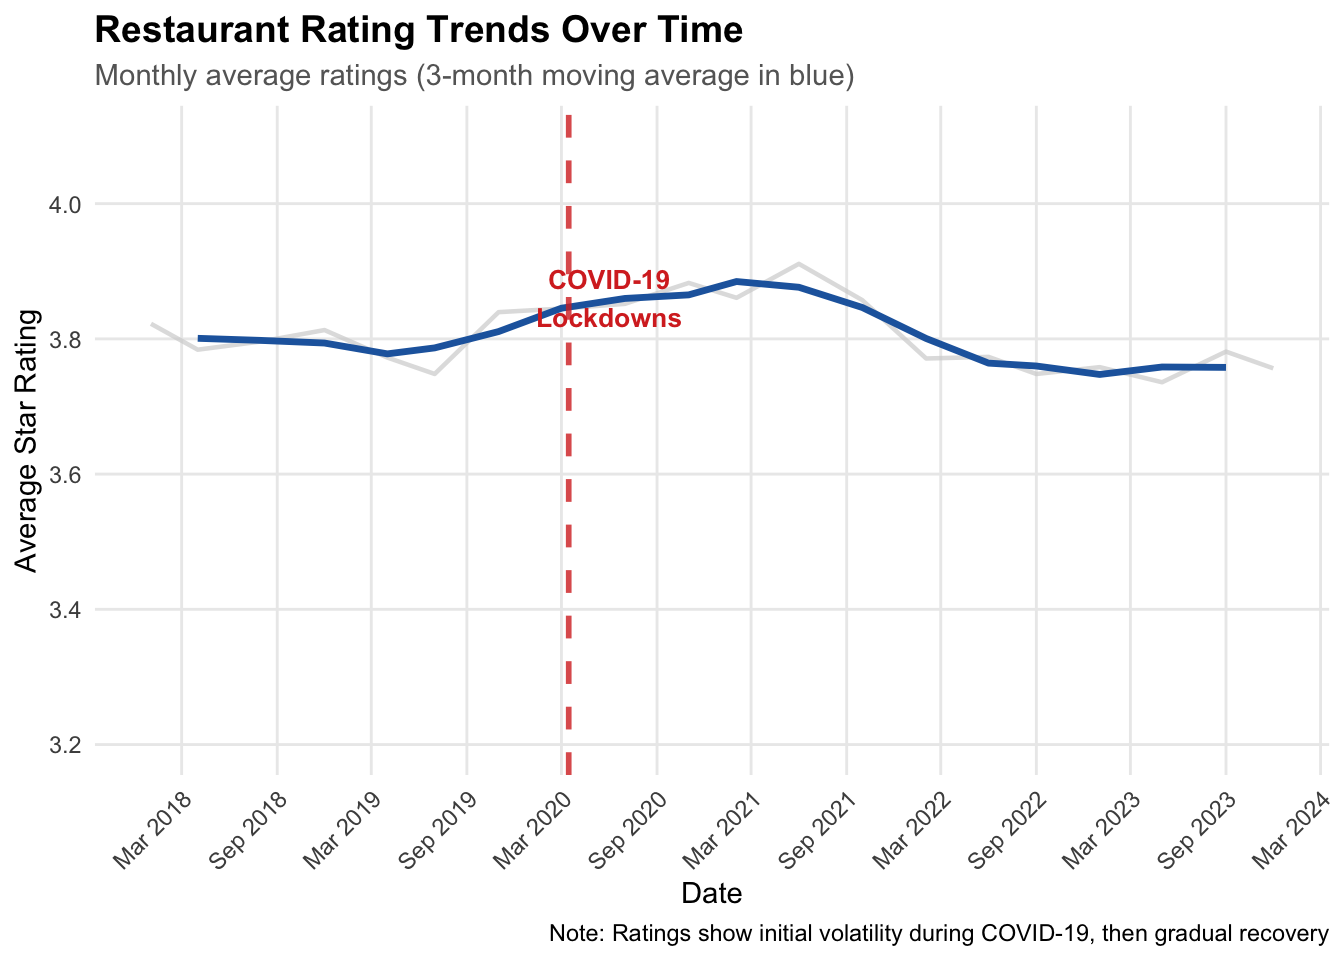 Restaurant Rating Trends Over Time
Monthly average ratings (3-month moving average in blue)
Average Star Rating
4.0
3.8
3.6
3.4
3.2
COVID-19
Lockdowns
Mar 2018
Sep 2018
Mar 2019
Sep 2019
Mar 2020
Sep 2020
Mar 2021
Sep 2021
Mar 2022
Sep 2022
Mar 2023
Sep 2023
Mar 2024
Date
Note: Ratings show initial volatility during COVID-19, then gradual recovery